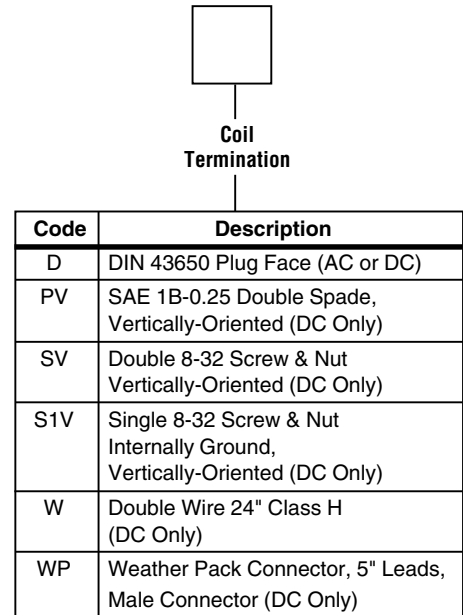 Coil
Termination
Code Description
D DIN 43650 Plug Face (AC or DC)
PV SAE 1B-0.25 Double Spade,
Vertically-Oriented (DC Only)
SV Double 8-32 Screw & Nut
Vertically-Oriented (DC Only)
S1V Single 8-32 Screw & Nut
Internally Ground,
Vertically-Oriented (DC Only)
W Double Wire 24" Class H
(DC Only)
WP Weather Pack Connector, 5" Leads,
Male Connector (DC Only)